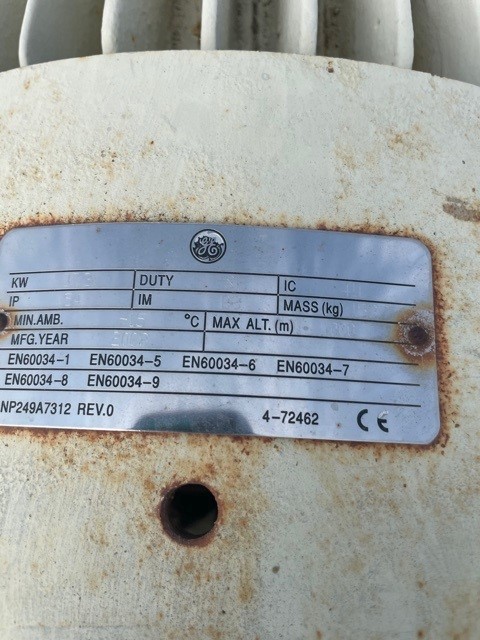 GE
KW DUTY IC
IP IM MASS (kg)
MIN.AMB. °C MAX ALT. (m)
MFG.YEAR
EN60034-1 EN60034-5 EN60034-6 EN60034-7
EN60034-8 EN60034-9
NP249A7312 REV.0 4-72462 CE